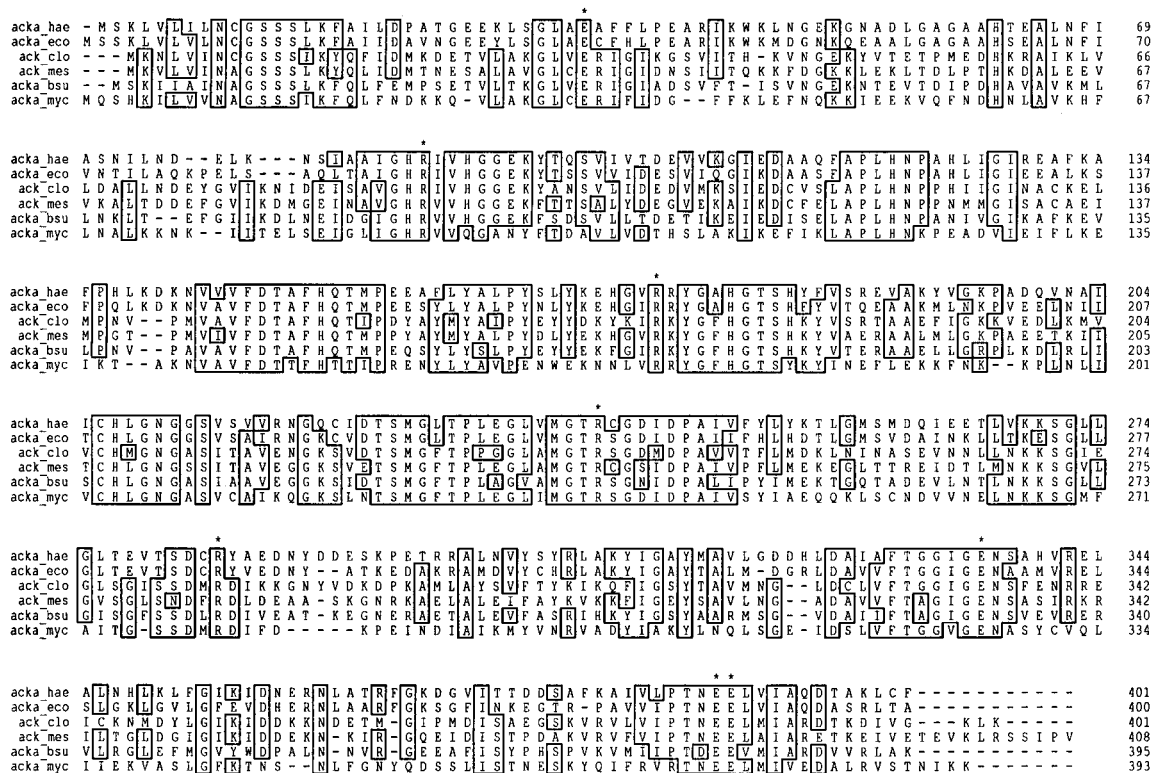 *
acka_hae - M S K L V L I L N C G S S S L K F A I L D P A T G E E K L S G L A E A F F L P E A R I K W K L N G E K G N A D L G A G A A H T E A L N F I 69
acka_eco M S S K L V L V L N C G S S S L K F A I L D A V N G E E Y L S G L A E C F H L P E A R I K W K M D G N K Q E A A L G A G A A H S E A L N F I 70
ack_clo - - - M K N L V I N C G S S S I K Y Q F I D M K D E T V L A K G L V E R I G I K G S V I T H - K V N G E K Y V T E T P M E D H K R A I K L V 66
ack_mes - - - M K V L V I N A G S S S L K Y Q L I D M T N E S A L A V G L C E R I G I D N S I I T Q K K F D G K K L E K T D L P T H K D A L E E V 67
acka_bsu - - M S K I I A I N A G S S S L K F Q L F E M P S E T V L T K G L V E R I G I A D S V F T - I S V N G E K N T E V T D I P D H A V A V K M L 67
acka_myc M Q S H K I L V V N A G S S S I K F Q L F N D K K Q - V L A K G L C E R I F I D G - - F F K L E F N Q K K I E E K V Q F N D H N L A V K H F 67
*
acka_hae A S N I L N D - - E L K - - - N S I A A I G H R I V H G G E K Y T Q S V I V T D E V V K G I E D A A Q F A P L H N P A H L I G I R E A F K A 134
acka_eco V N T I L A Q K P E L S - - - A Q L T A I G H R I V H G G E K Y T S S V V I D E S V I Q G I K D A A S F A P L H N P A H L I G I E E A L K S 137
ack_clo L D A L L N D E Y G V I K N I D E I S A V G H R I V H G G E K Y A N S V L I D E D V M K S I E D C V S L A P L H N P P H I I G I N A C K E L 136
ack_mes V K A L T D D E F G V I K D M G E I N A V G H R V V H G G E K F T T S A L Y D E G V E K A I K D C F E L A P L H N P P N M M G I S A C A E I 137
acka_bsu L N K L T - - E F G I I K D L N E I D G I G H R V V H G G E K F S D S V L L T D E T I K E I E D I S E L A P L H N P A N I V G I K A F K E V 135
acka_myc L N A L K K N K - I I T E L S E I G L I G H R V V Q G A N Y F T D A V L V D T H S L A K I K E F I K L A P L H N K P E A D V I E I F L K E 135
*
acka_hae F P H L K D K N V V V F D T A F H Q T M P E E A F L Y A L P Y S L Y K E H G V R R Y G A H G T S H Y F V S R E V A K Y V G K P A D Q V N A I 204
acka_eco F P Q L K D K N V A V F D T A F H Q T M P E E S Y L Y A L P Y N L Y K E H G I R R Y G A H G T S H F Y V T Q E A A K M L N K P V E E L N I I 207
ack_clo M P N V - - P M V A V F D T A F H Q T I P D Y A Y M Y A I P Y E Y Y D K Y K I R K Y G F H G T S H K Y V S R T A A E F I G K K V E D L K M V 204
ack_mes M P G T - - P M V I V F D T A F H Q T M P P Y A Y M Y A L P Y D L Y E K H G V R K Y G F H G T S H K Y V A E R A A L M L G K P A E E T K I I 205
acka_bsu L P N V - - P A V A V F D T A F H Q T M P E Q S Y L Y S L P Y E Y Y E K F G I R K Y G F H G T S H K Y V T E R A A E L L G R P L K D L R L I 203
acka_myc I K T - - A K N V A V F D T T F H T T I P R E N Y L Y A V P E N W E K N N L V R R Y G F H G T S Y K Y I N E F L E K K F N K - - K P L N L I 201
*
acka_hae I C H L G N G G S V S V V R N G Q C I D T S M G L T P L E G L V M G T R C G D I D P A I V F Y L Y K T L G M S M D Q I E E T L V K K S G L L 274
acka_eco T C H L G N G G S V S A I R N G K C V D T S M G L T P L E G L V M G T R S G D I D P A I I F H L H D T L G M S V D A I N K L L T K E S G L L 277
ack_clo V C H M G N G A S I T A V E N G K S V D T S M G F T P P G G L A M G T R S G D M D P A V V T F L M D K L N I N A S E V N N L L N K K S G I E 274
ack_mes T C H L G N G S S I T A V E G G K S V E T S M G F T P L E G L A M G T R C G S I D P A I V P F L M E K E G L T T R E I D T L M N K K S G V L 275
acka_bsu S C H L G N G A S I A A V E G G K S I D T S M G F T P L A G V A M G T R S G N I D P A L I P Y I M E K T G Q T A D E V L N T L N K K S G L L 273
acka_myc V C H L G N G A S V C A I K Q G K S L N T S M G F T P L E G L I M G T R S G D I D P A I V S Y I A E Q Q K L S C N D V V N E L N K K S G M F 271
*
*
acka_hae G L T E V T S D C R Y A E D N Y D D E S K P E T R R A L N V Y S Y R L A K Y I G A Y M A V L G D D H L D A I A F T G G I G E N S A H V R E L 344
acka_eco G L T E V T S D C R Y V E D N Y - - A T K E D A K R A M D V Y C H R L A K Y I G A Y T A L M - D G R L D A V V F T G G I G E N A A M V R E L 344
ack_clo G L S G I S S D M R D I K K G N Y V D K D P K A M L A Y S V F T Y K I K Q F I G S Y T A V M N G - - L D C L V F T G G I G E N S F E N R R E 342
ack_mes G V S G L S N D F R D L D E A A - S K G N R K A E L A L E I F A Y K V K K F I G E Y S A V L N G - - A D A V V F T A G I G E N S A S I R K R 342
acka_bsu G I S G F S S D L R D I V E A T - K E G N E R A E T A L E V F A S R I H K Y I G S Y A A R M S G - - V D A I I F T A G I G E N S V E V R E R 340
acka_myc A I T G - S S D M R D I F D - - - - K P E I N D I A I K M Y V N R V A D Y I A K Y L N Q L S G E - I D S L V F T G G V G E N A S Y C V Q L 334
* *
acka_hae A L N H L K L F G I K I D N E R N L A A R F G K D G V I T T D D S A F K A I V L P T N E E L V I A Q D T A K L C F - - - - - - - - - - - 401
acka_eco S L G K L G V L G F E V D H E R N L A T R F G K S G F I N K E G T R - P A V V I P T N E E L V I A Q D A S R L T A - - - - - - - - - - - 400
ack_clo I C K N M D Y L G I K I D D K K N D E T M - G I P M D I S A E G S K V R V L V I P T N E E L M I A R D T K D I V G - - - K L K - - - - - 401
ack_mes I L T G L D G I G I K I D D E K N - K I R - G Q E I D I S T P D A K V R V F V I P T N E E L A I A R E T K E I V E T E V K L R S S I P V 408
acka_bsu V L R G L E F M G V Y W D P A L N - N V R - G E E A F I S Y P H S P V K V M I I P T D E E V M I A R D V V R L A K - - - - - - - - - - - 395
acka_myc I I E K V A S L G F K T N S - - N L F G N Y Q D S S L I S T N E S K Y Q I F R V R T N E E L M I V E D A L R V S T N I K K - - - - - - - 393